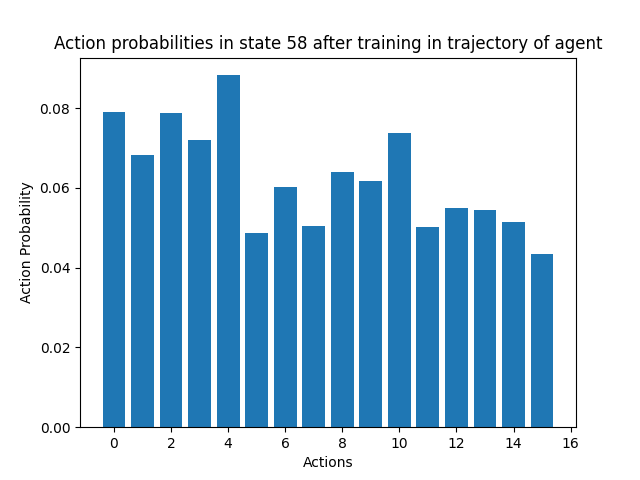 Action probabilities in state 58 after training in trajectory of agent
Action Probability
0.08
0.06
0.04
0.02
0.00
0 2 4 6 8 10 12 14 16
Actions